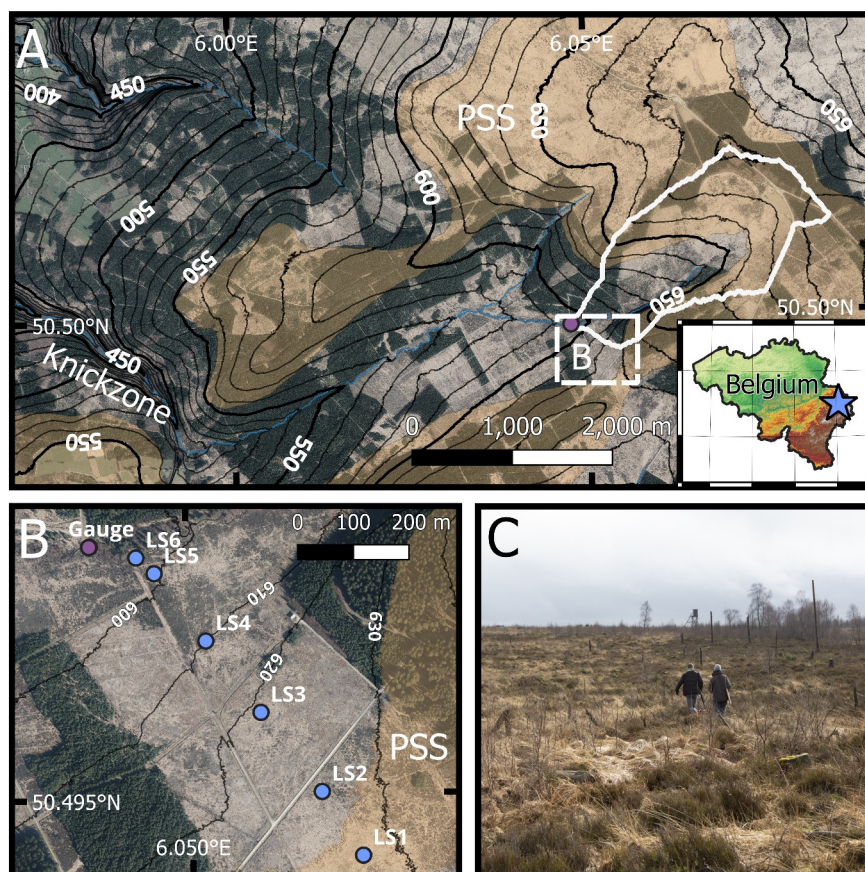 A
6.00°E
6.05°E
450
400
PSS
650
650
600
500
550
650
50.50°N
50.50°N
450
Knickzone
B
Belgium
0 1,000 2,000 m
550
550
B
Gauge
LS6
LS5
0 100 200 m
600
610
630
LS4
620
LS3
PSS
LS2
50.495°N
LS1
6.050°E
C